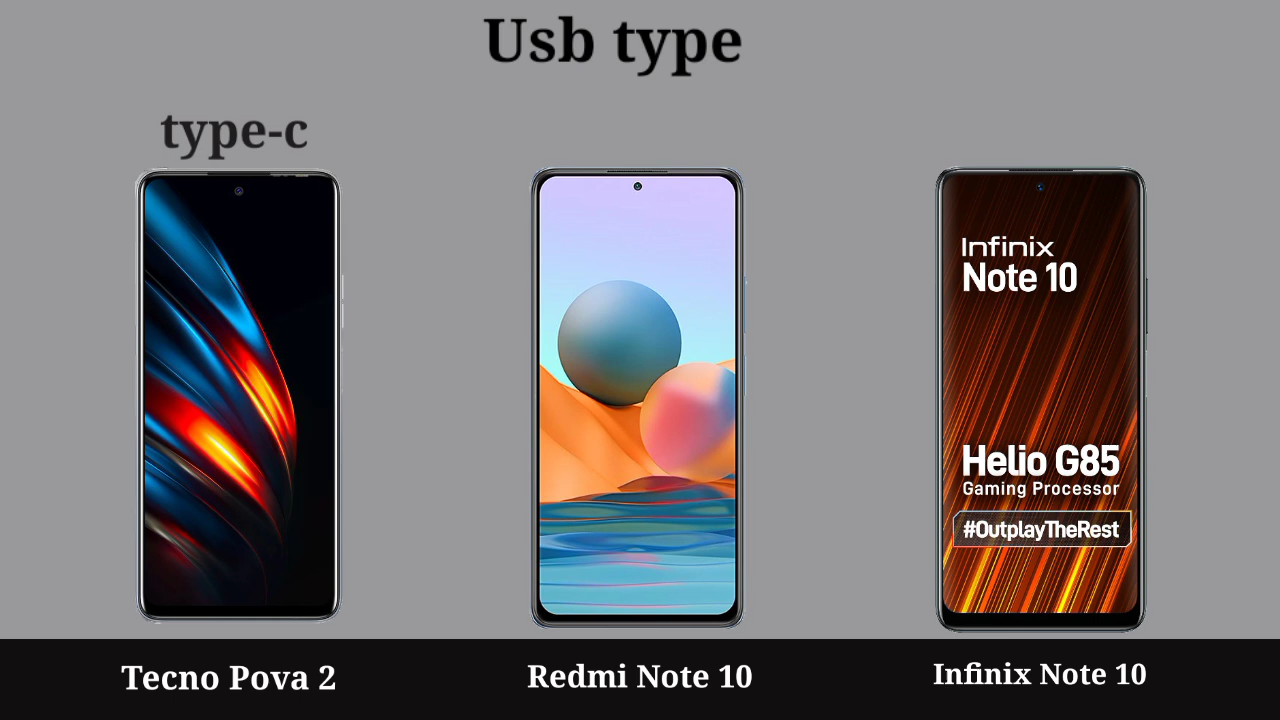 Usb type
type-c
Infinix
Note 10
Helio G85
Gaming Processor
#OutplayTheRest
Tecno Pova 2
Redmi Note 10
Infinix Note 10